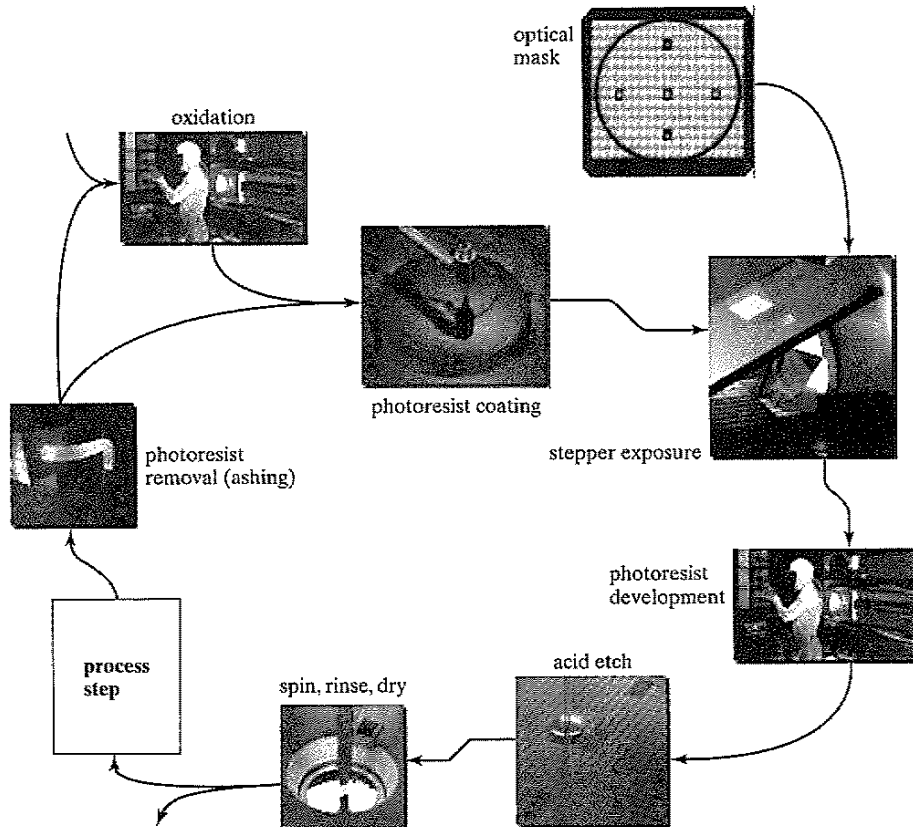 optical
mask
oxidation
photoresist coating
stepper exposure
photoresist
removal (ashing)
photoresist
development
acid etch
spin, rinse, dry
process
step